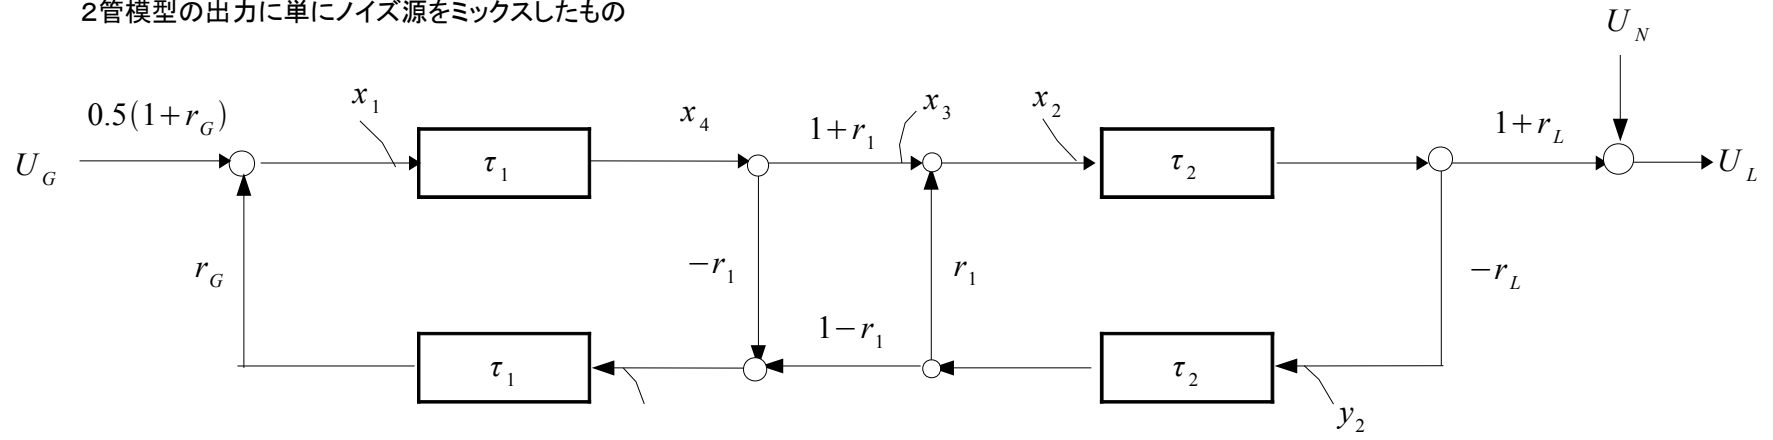 2管模型の出力に単にノイズ源をミックスしたもの
U_N
0.5(1+r_G)
x_1
x_4
1+r_1
x_3
x_2
1+r_L
U_G
τ_1
τ_2
U_L
r_G
−r_1
r_1
−r_L
1−r_1
τ_1
τ_2
y_2